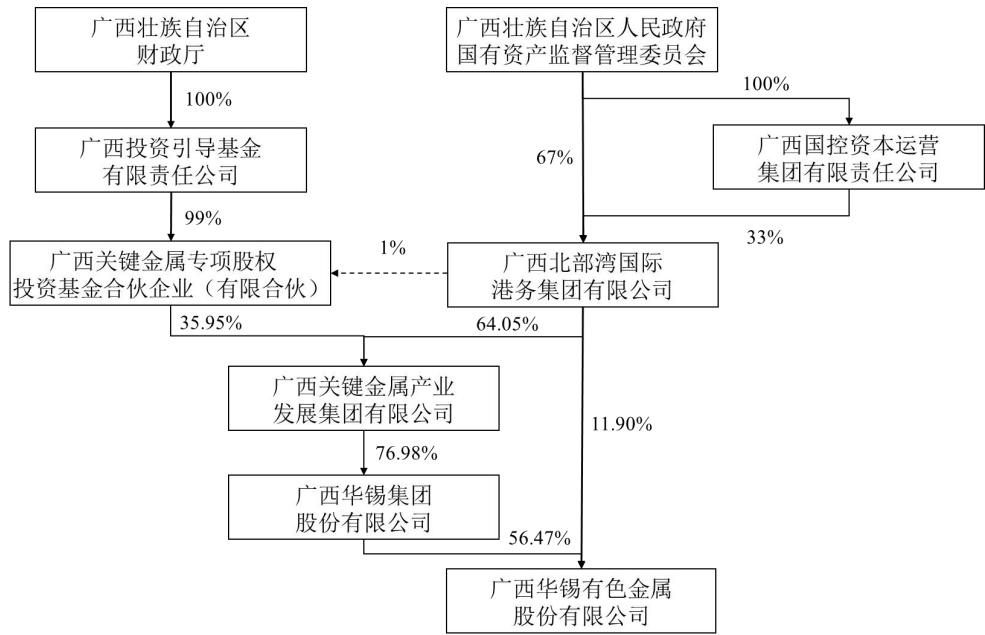 广西壮族自治区
财政厅
广西壮族自治区人民政府
国有资产监督管理委员会
100%
100%
广西投资引导基金
有限责任公司
67%
广西国控资本运营
集团有限责任公司
99%
33%
广西关键金属专项股权
投资基金合伙企业（有限合伙）
1%
广西北部湾国际
港务集团有限公司
35.95%
64.05%
广西关键金属产业
发展集团有限公司
11.90%
76.98%
广西华锡集团
股份有限公司
56.47%
广西华锡有色金属
股份有限公司